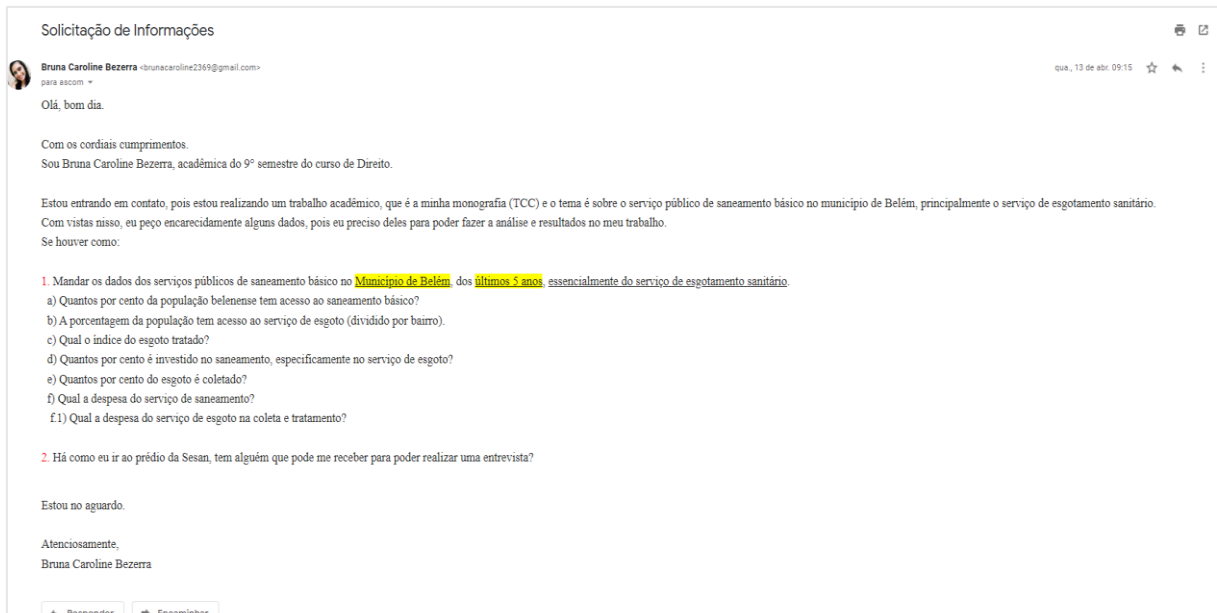 Solicitação de Informações
Bruna Caroline Bezerra <brunacaroline2369@gmail.com>
qua., 13 de abr. 09:15
para ascom
Olá, bom dia.
Com os cordiais cumprimentos.
Sou Bruna Caroline Bezerra, acadêmica do 9° semestre do curso de Direito.
Estou entrando em contato, pois estou realizando um trabalho acadêmico, que é a minha monografia (TCC) e o tema é sobre o serviço público de saneamento básico no município de Belém, principalmente o serviço de esgotamento sanitário.
Com vistas nisso, eu peço encarecidamente alguns dados, pois eu preciso deles para poder fazer a análise e resultados no meu trabalho.
Se houver como:
1. Mandar os dados dos serviços públicos de saneamento básico no Município de Belém, dos últimos 5 anos, essencialmente do serviço de esgotamento sanitário.
a) Quantos por cento da população belenense tem acesso ao saneamento básico?
b) A porcentagem da população tem acesso ao serviço de esgoto (dividido por bairro).
c) Qual o índice do esgoto tratado?
d) Quantos por cento é investido no saneamento, especificamente no serviço de esgoto?
e) Quantos por cento do esgoto é coletado?
f) Qual a despesa do serviço de saneamento?
f.1) Qual a despesa do serviço de esgoto na coleta e tratamento?
2. Há como eu ir ao prédio da Sesan, tem alguém que pode me receber para poder realizar uma entrevista?
Estou no aguardo.
Atenciosamente,
Bruna Caroline Bezerra
Responder
Encaminhar